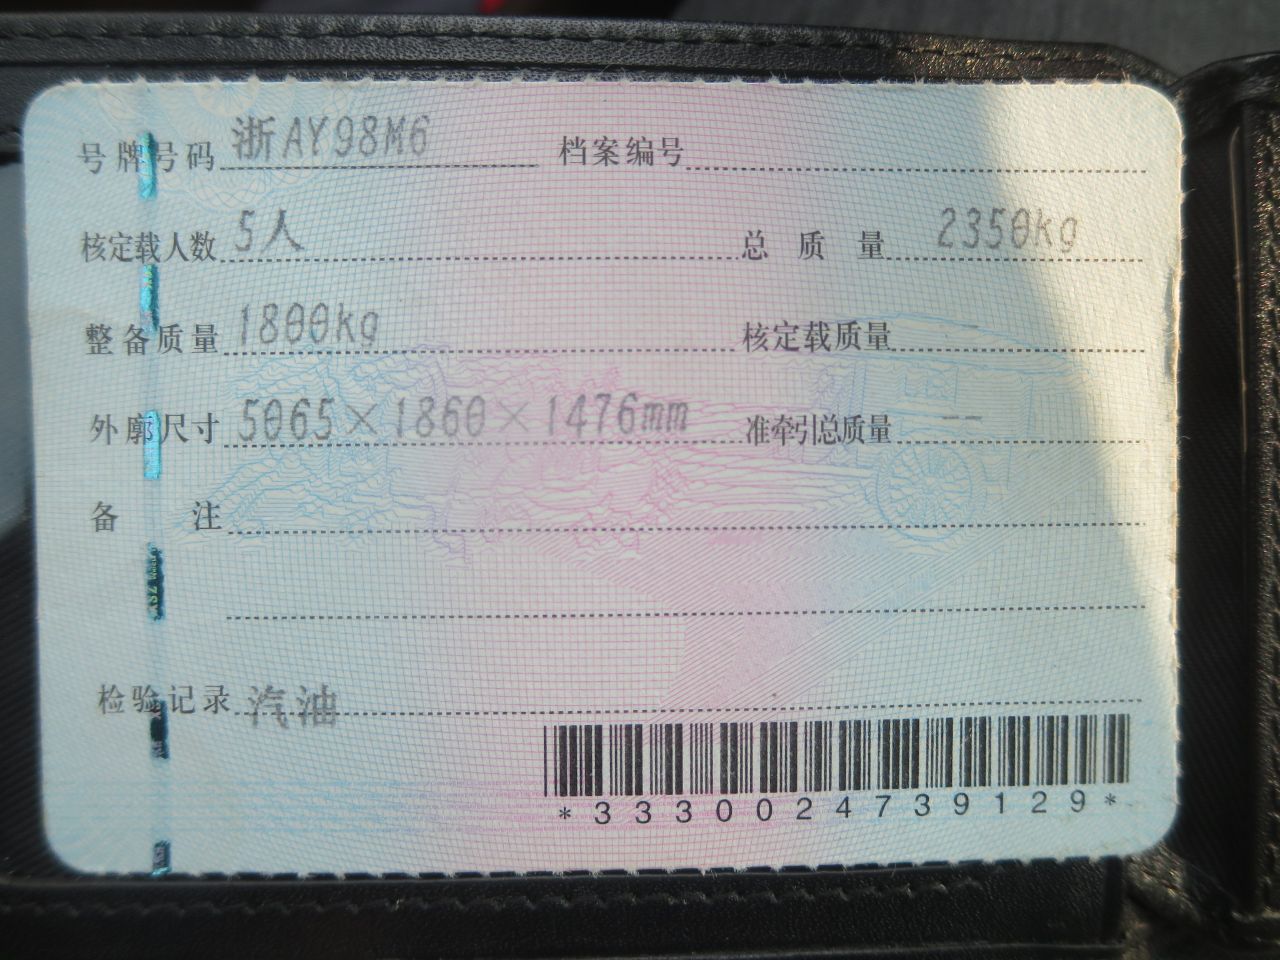 号牌号码 浙AY98M6 档案编号
核定载人数 5人 总质量 2350kg
整备质量 1800kg 核定载质量 --
外廓尺寸 5065×1860×1476mm 准牵引总质量 --
备注
检验记录 汽油
*3330024739129*